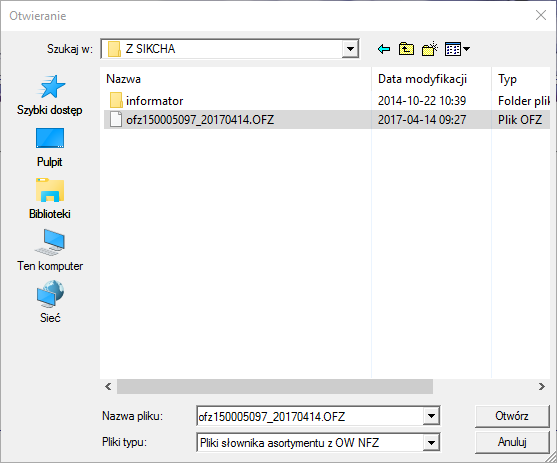 Otwieranie
Szukaj w: Z SIKCHA
Nazwa Data modyfikacji Typ
informator 2014-10-22 10:39 Folder plik
ofz150005097_20170414.OFZ 2017-04-14 09:27 Plik OFZ
Szybki dostęp
Pulpit
Biblioteki
Ten komputer
Sieć
Nazwa pliku: ofz150005097_20170414.OFZ Otwórz
Pliki typu: Pliki słownika asortymentu z OW NFZ Anuluj